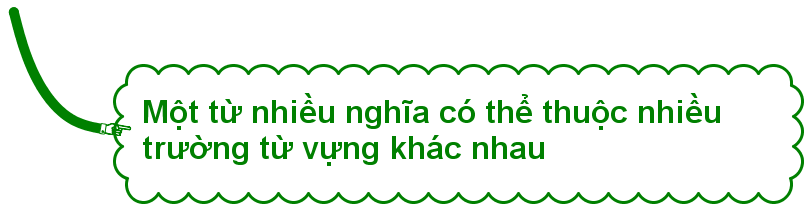 Một từ nhiều nghĩa có thể thuộc nhiều
trường từ vựng khác nhau